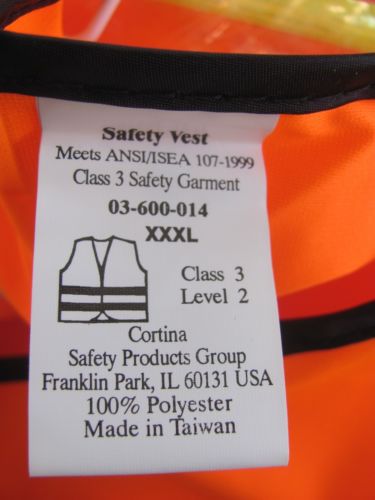 Safety Vest
Meets ANSI/ISEA 107-1999
Class 3 Safety Garment
03-600-014
XXXL
Class 3
Level 2
Cortina
Safety Products Group
Franklin Park, IL 60131 USA
100% Polyester
Made in Taiwan